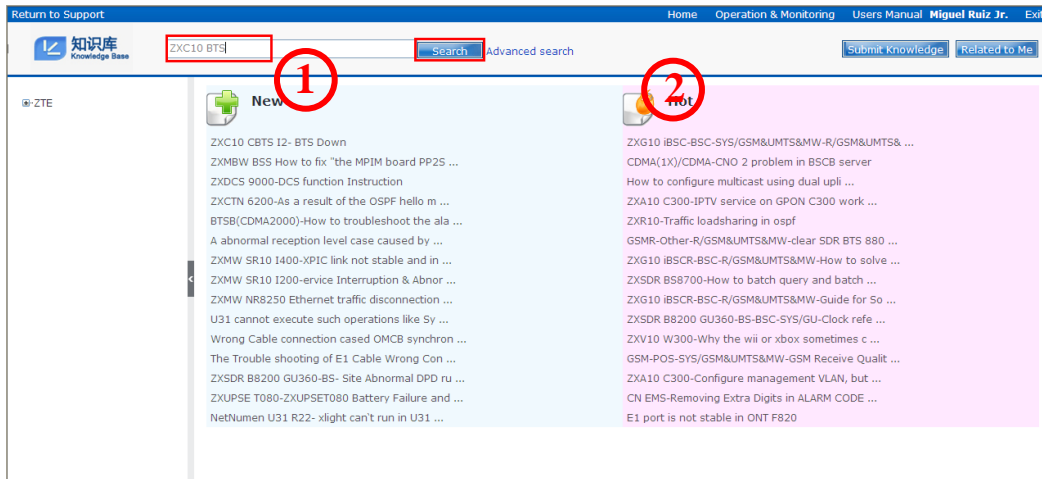 Return to Support Home Operation & Monitoring Users Manual Miguel Ruiz Jr. Exi
知识库
Knowledge Base
ZXC10 BTS Search Advanced search Submit Knowledge Related to Me
1 2
ZTE
New
ZXC10 CBTS I2- BTS Down
ZXMBW BSS How to fix "the MPIM board PP2S ...
ZXDCS 9000-DCS function Instruction
ZXCTN 6200-As a result of the OSPF hello m ...
BTSB(CDMA2000)-How to troubleshoot the ala ...
A abnormal reception level case caused by ...
ZXMW SR10 I400-XPIC link not stable and in ...
ZXMW SR10 I200-ervice Interruption & Abnor ...
ZXMW NR8250 Ethernet traffic disconnection ...
U31 cannot execute such operations like Sy ...
Wrong Cable connection cased OMCB synchron ...
The Trouble shooting of E1 Cable Wrong Con ...
ZXSDR B8200 GU360-BS- Site Abnormal DPD ru ...
ZXUPSE T080-ZXUPSET080 Battery Failure and ...
NetNumen U31 R22- xlight can't run in U31 ...
Hot
ZXG10 iBSC-BSC-SYS/GSM&UMTS&MW-R/GSM&UMTS& ...
CDMA(1X)/CDMA-CNO 2 problem in BSCB server
How to configure multicast using dual upli ...
ZXA10 C300-IPTV service on GPON C300 work ...
ZXR10-Traffic loadsharing in ospf
GSMR-Other-R/GSM&UMTS&MW-clear SDR BTS 880 ...
ZXG10 iBSCR-BSC-R/GSM&UMTS&MW-How to solve ...
ZXSDR BS8700-How to batch query and batch ...
ZXG10 iBSCR-BSC-R/GSM&UMTS&MW-Guide for So ...
ZXSDR B8200 GU360-BS-BSC-SYS/GU-Clock refe ...
ZXV10 W300-Why the wii or xbox sometimes c ...
GSM-POS-SYS/GSM&UMTS&MW-GSM Receive Qualit ...
ZXA10 C300-Configure management VLAN, but ...
CN EMS-Removing Extra Digits in ALARM CODE ...
E1 port is not stable in ONT F820